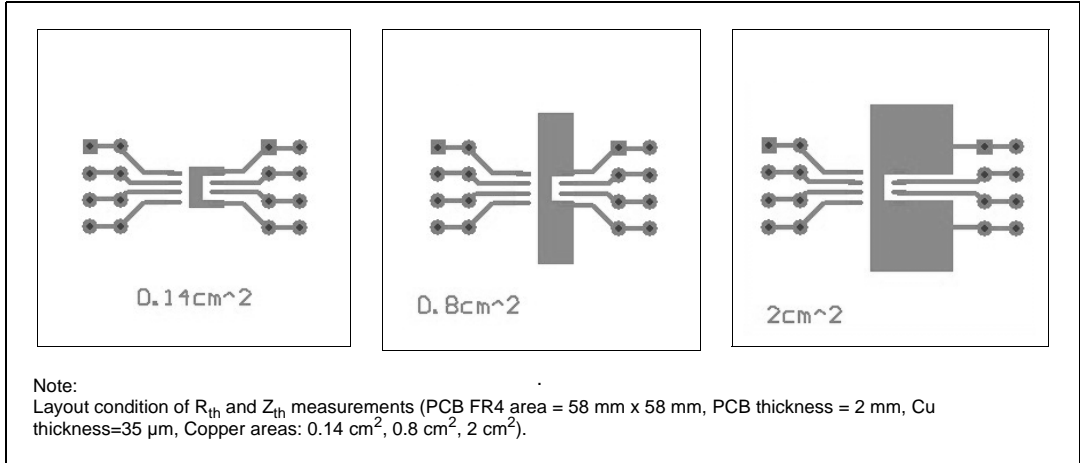 0.14cm^2
0.8cm^2
2cm^2
Note:
Layout condition of Rth and Zth measurements (PCB FR4 area = 58 mm x 58 mm, PCB thickness = 2 mm, Cu
thickness=35 µm, Copper areas: 0.14 cm², 0.8 cm², 2 cm²).